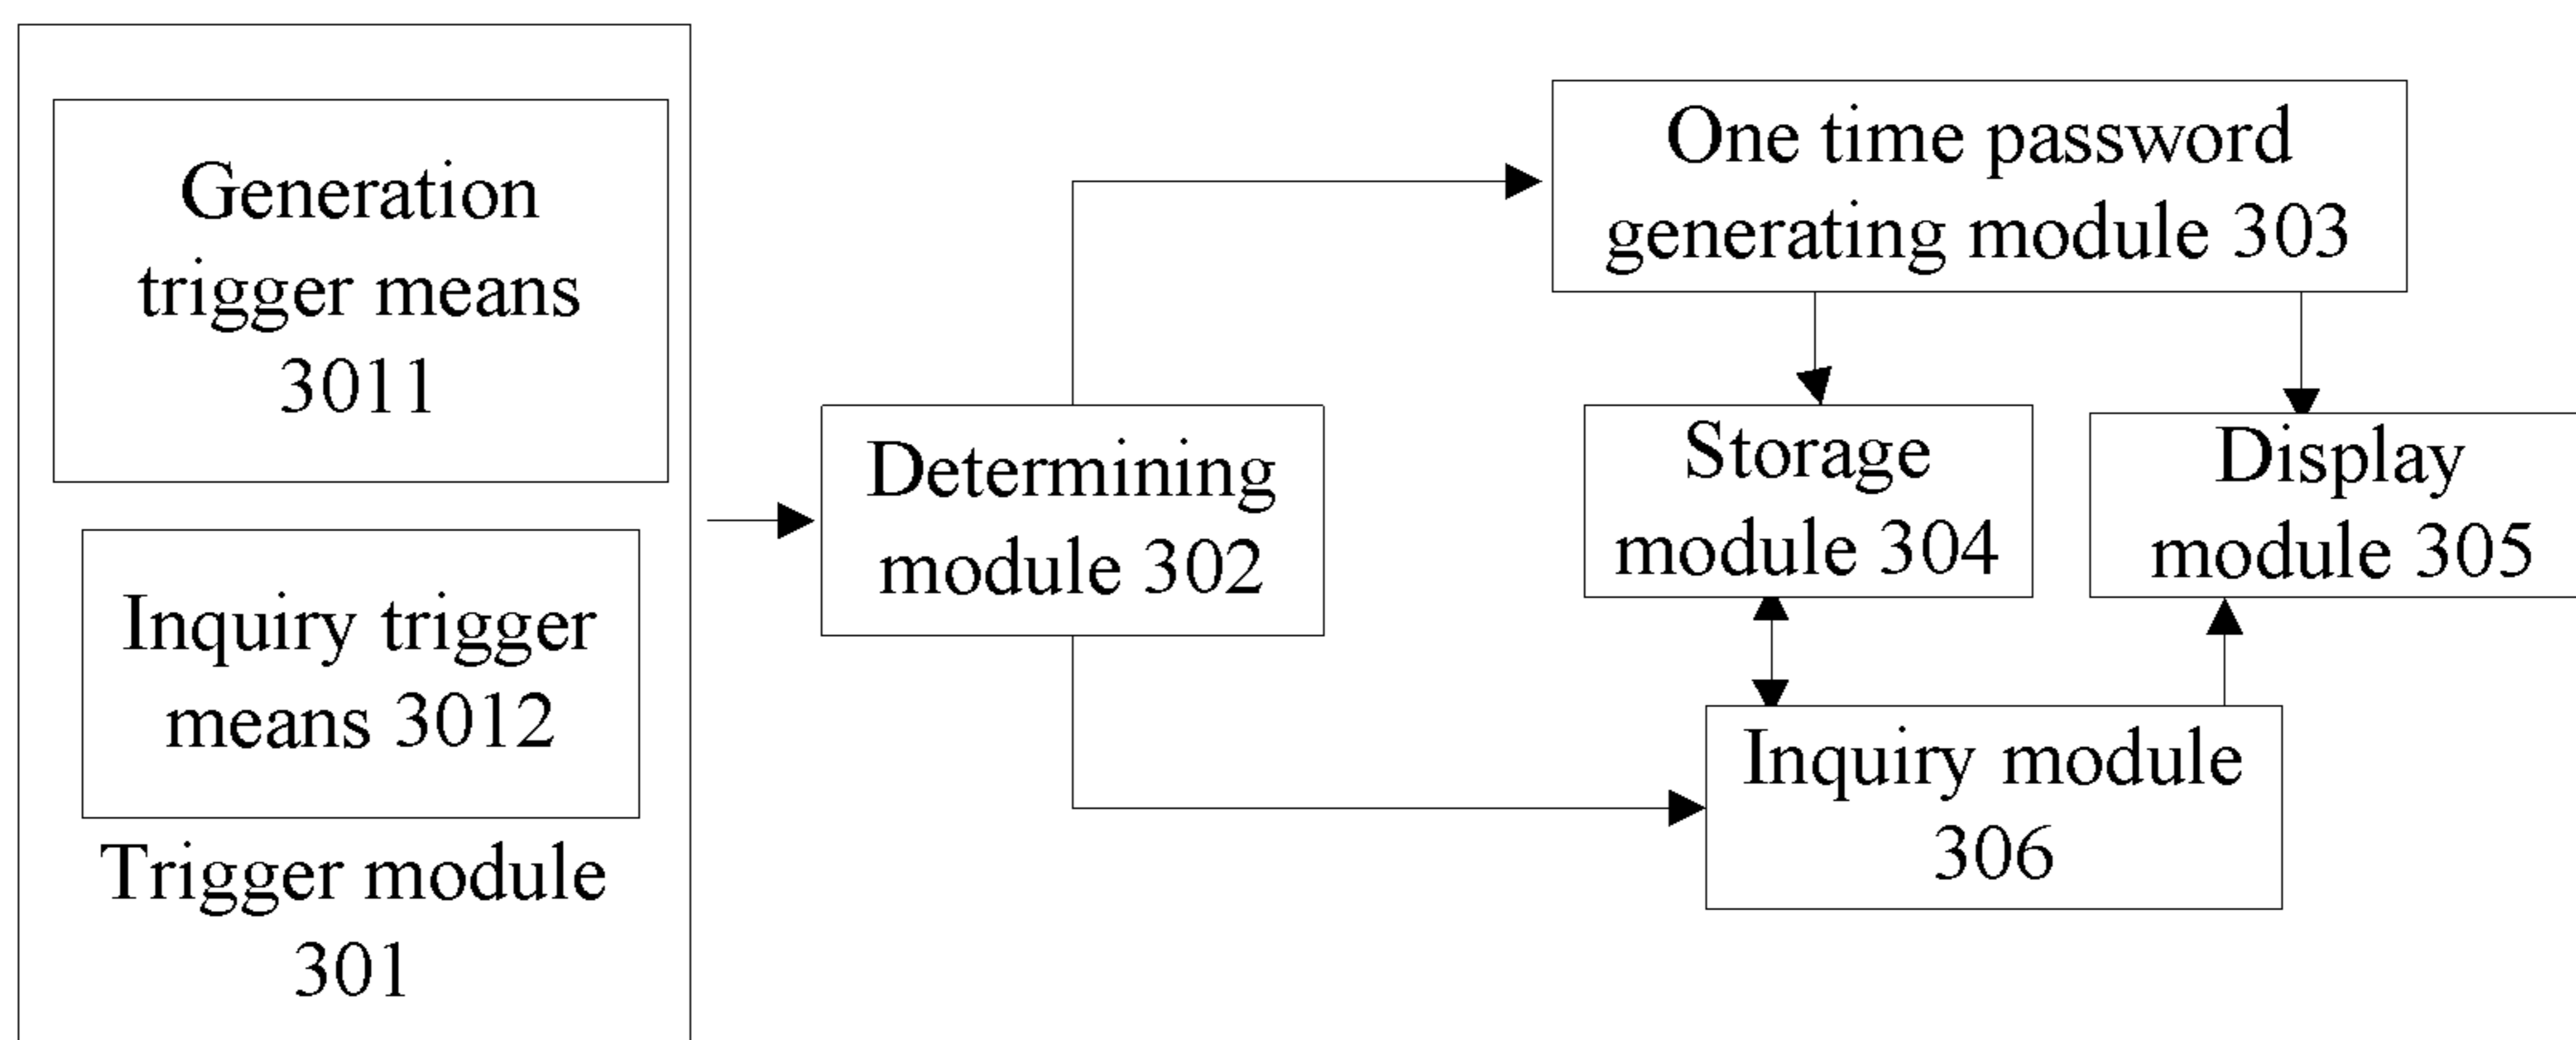 Generation
trigger means
3011
Inquiry trigger
means 3012
Trigger module
301
Determining
module 302
One time password
generating module 303
Storage
module 304
Display
module 305
Inquiry module
306